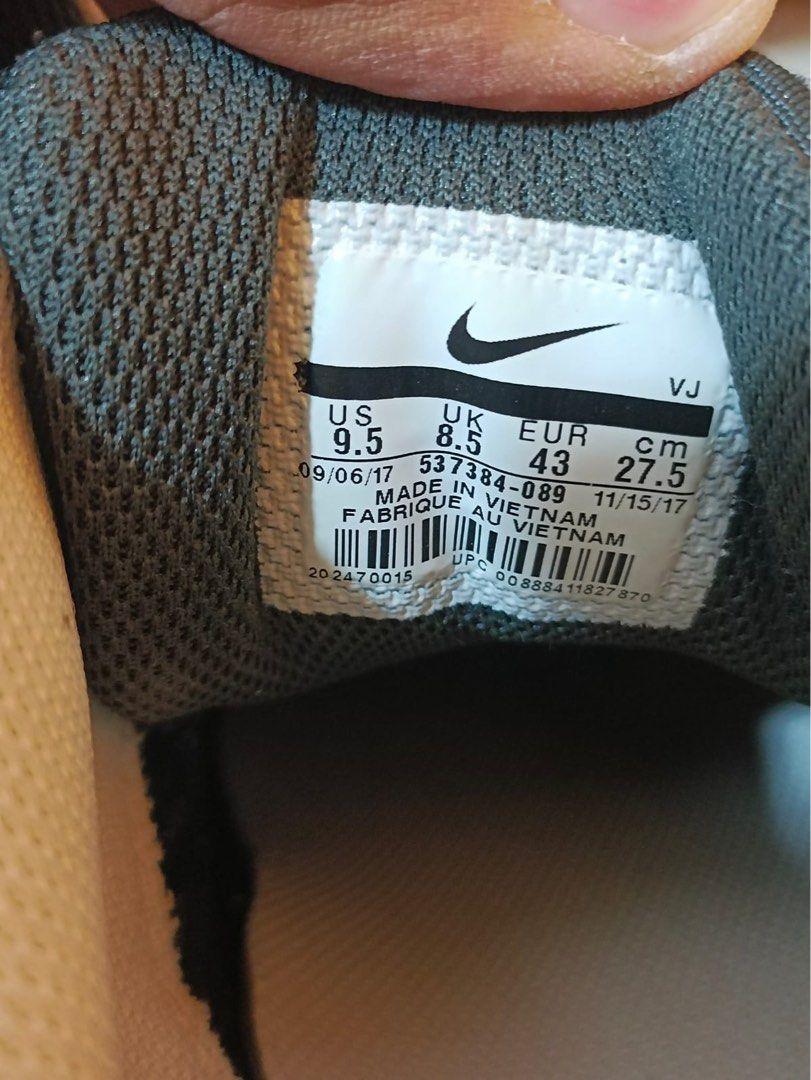 VJ
US UK EUR cm
9.5 8.5 43 27.5
09/06/17 537384-089 11/15/17
MADE IN VIETNAM
FABRIQUE AU VIETNAM
202470015 UPC 00888411827870